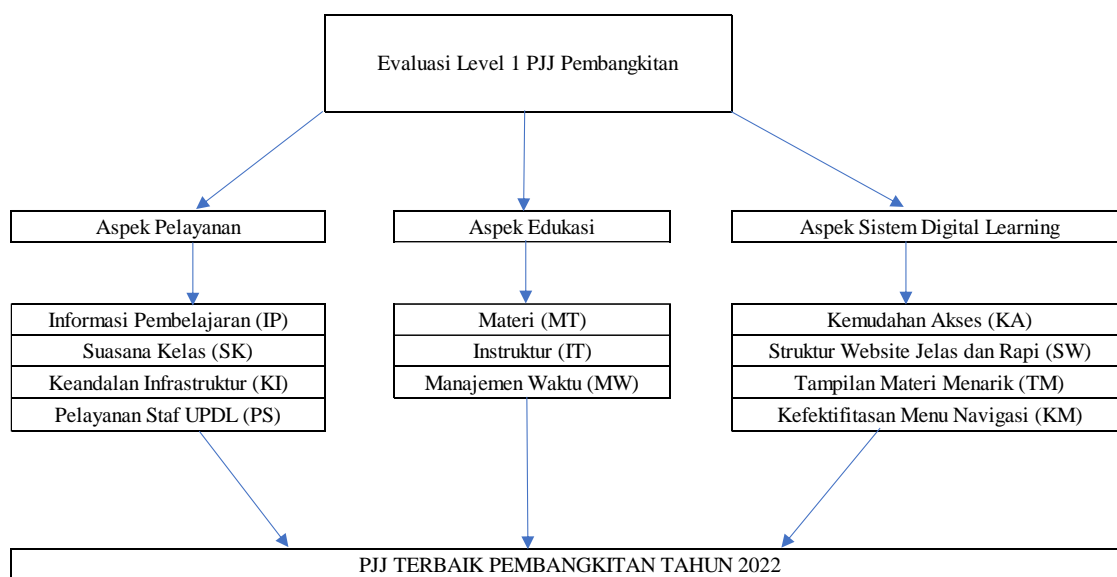 Evaluasi Level 1 PJJ Pembangkitan
Aspek Pelayanan
Aspek Edukasi
Aspek Sistem Digital Learning
Informasi Pembelajaran (IP)
Suasana Kelas (SK)
Keandalan Infrastruktur (KI)
Pelayanan Staf UPDL (PS)
Materi (MT)
Instruktur (IT)
Manajemen Waktu (MW)
Kemudahan Akses (KA)
Struktur Website Jelas dan Rapi (SW)
Tampilan Materi Menarik (TM)
Kefektifitasan Menu Navigasi (KM)
PJJ TERBAIK PEMBANGKITAN TAHUN 2022